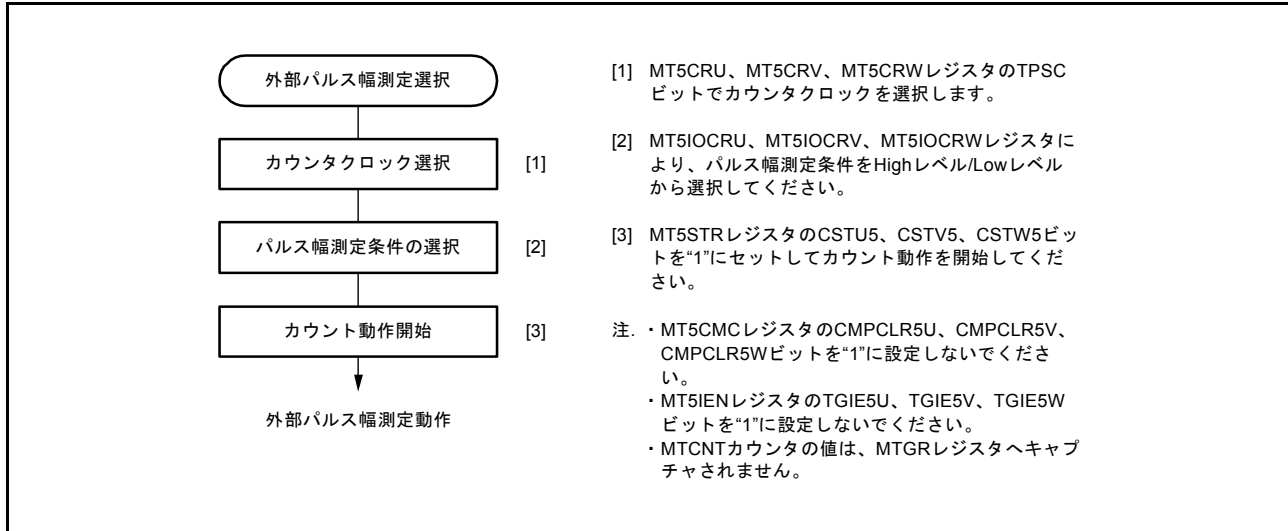 外部パルス幅測定選択
カウンタクロック選択
[1]
パルス幅測定条件の選択
[2]
カウント動作開始
[3]
外部パルス幅測定動作
[1] MT5CRU、MT5CRV、MT5CRWレジスタのTPSC
ビットでカウンタクロックを選択します。
[2] MT5IOCRU、MT5IOCRV、MT5IOCRWレジスタに
より、パルス幅測定条件をHighレベル/Lowレベル
から選択してください。
[3] MT5STRレジスタのCSTU5、CSTV5、CSTW5ビッ
トを“1”にセットしてカウント動作を開始してくだ
さい。
注. ・MT5CMCレジスタのCMPCLR5U、CMPCLR5V、
CMPCLR5Wビットを“1”に設定しないでくださ
い。
・MT5IENレジスタのTGIE5U、TGIE5V、TGIE5W
ビットを“1”に設定しないでください。
・MTCNTカウンタの値は、MTGRレジスタへキャプ
チャされません。